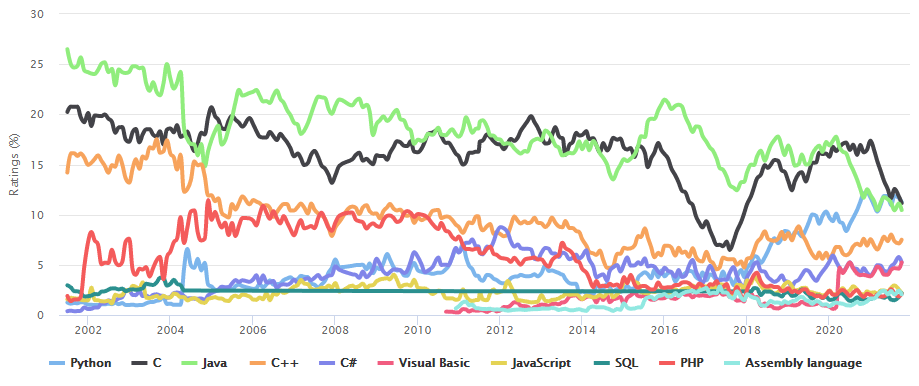 30
25
20
15
10
5
0
Ratings (%)
2002 2004 2006 2008 2010 2012 2014 2016 2018 2020
Python C Java C++ C# Visual Basic JavaScript SQL PHP Assembly language